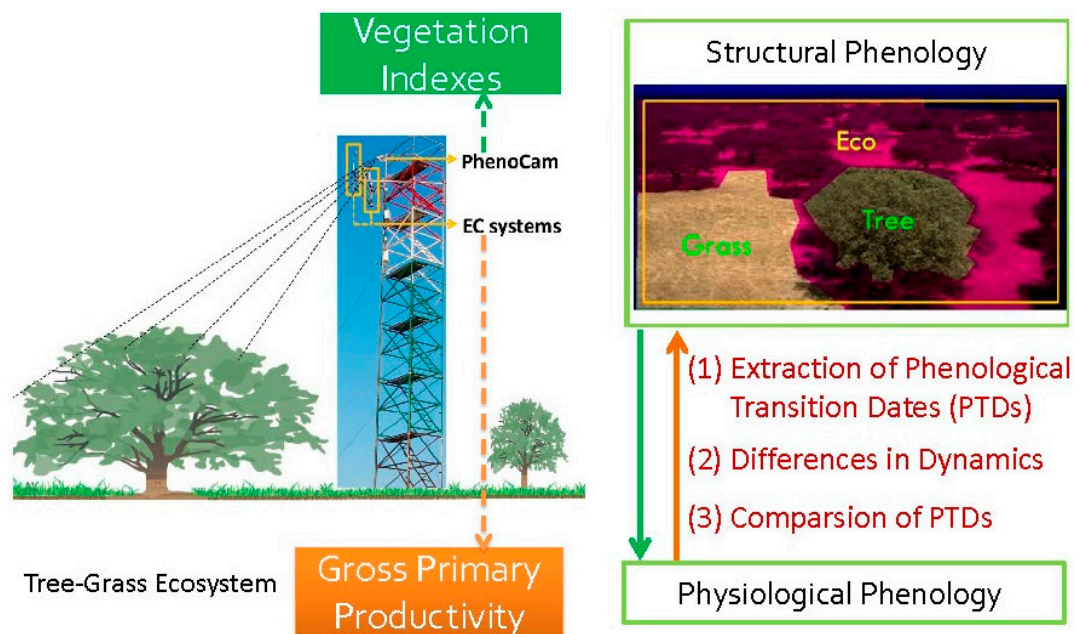 Vegetation
Indexes
PhenoCam
EC systems
Tree-Grass Ecosystem
Gross Primary
Productivity
Structural Phenology
Eco
Tree
Grass
(1) Extraction of Phenological
Transition Dates (PTDs)
(2) Differences in Dynamics
(3) Comparsion of PTDs
Physiological Phenology